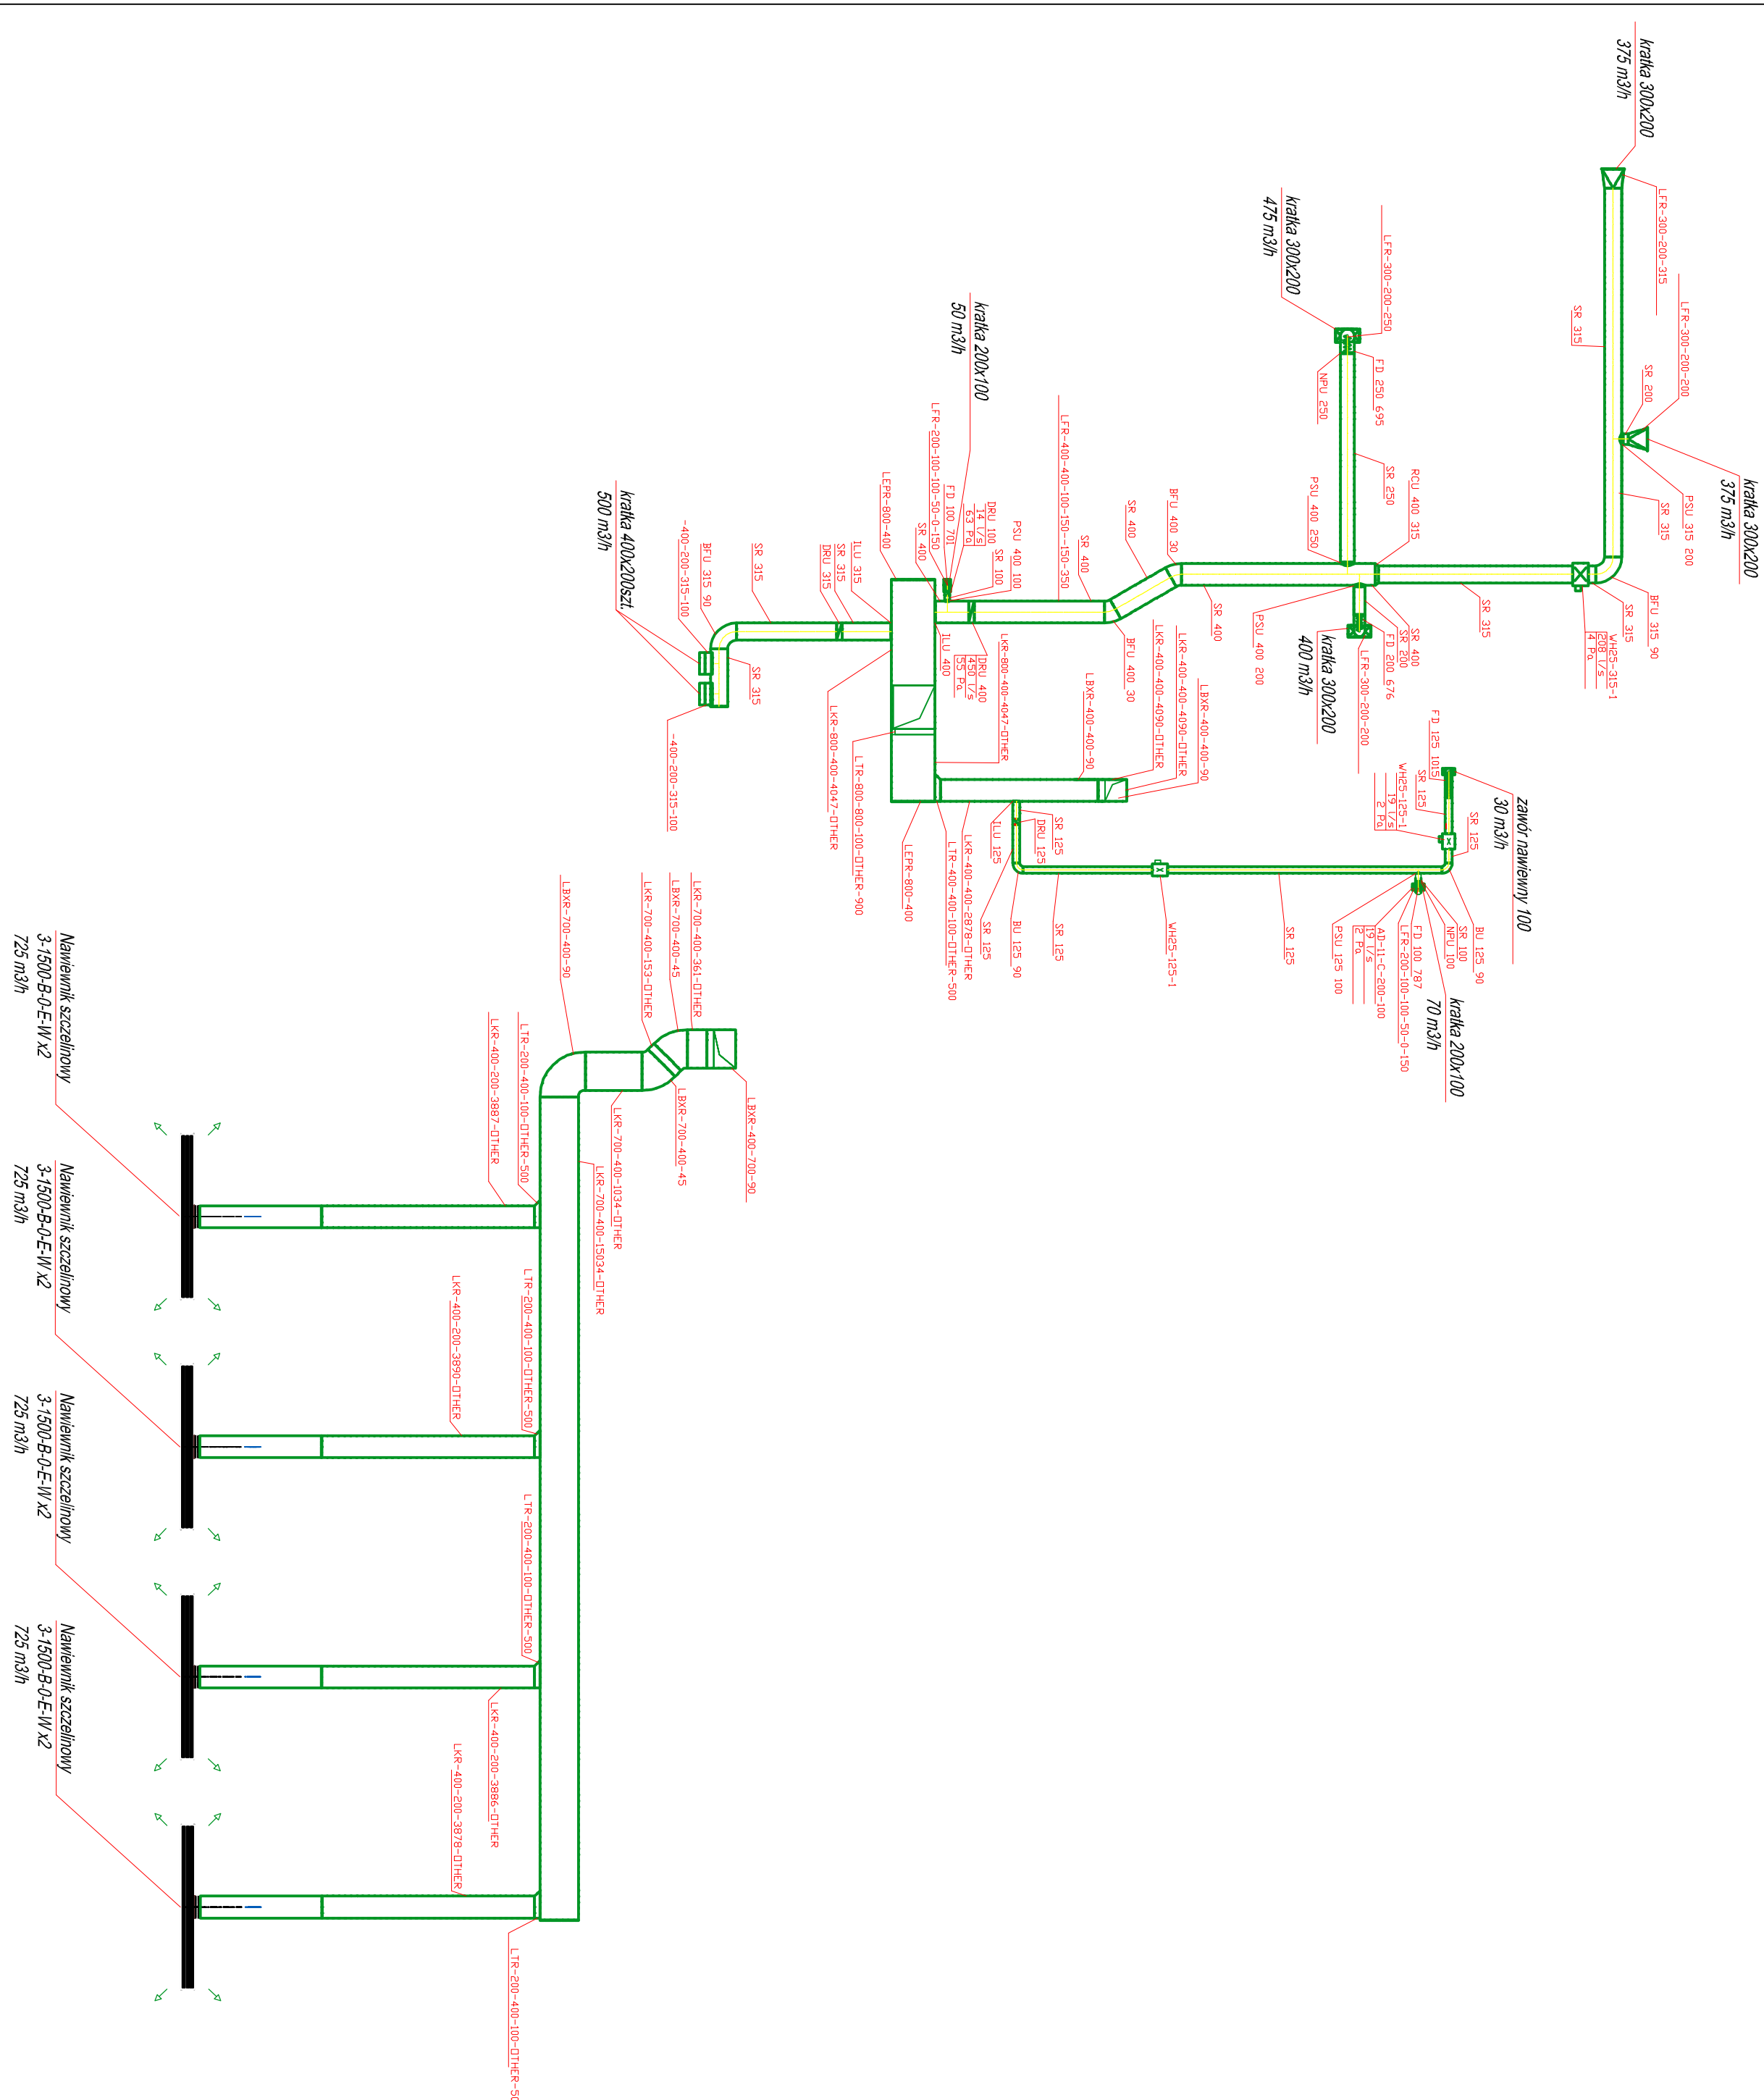 kratka 300x200
375 m3/h
LFR-300-200-315
SR 315
LFR-300-200-200
SR 200
kratka 300x200
375 m3/h
PSU 315 200
SR 315
BFU 315 90
SR 315
WH25-315-1
208 l/s
4 Pa
kratka 300x200
475 m3/h
LFR-300-200-250
FD 250 695
NPU 250
SR 250
PSU 400 250
RCU 400 315
SR 315
SR 400
SR 200
FD 200 676
LFR-300-200-200
kratka 300x200
400 m3/h
PSU 400 200
SR 400
BFU 400 30
SR 400
BFU 400 30
SR 400
LFR-400-400-100-150--150-350
kratka 200x100
50 m3/h
PSU 400 100
SR 100
DRU 100
14 l/s
63 Pa
FD 100 701
LFR-200-100-100-50-0-150
SR 400
LEPR-800-400
ILU 400
DRU 400
450 l/s
55 Pa
LKR-800-400-4047-OTHER
ILU 315
SR 315
DRU 315
SR 315
BFU 315 90
-400-200-315-100
kratka 400x200szt.
500 m3/h
SR 315
-400-200-315-100
LKR-800-400-4047-OTHER
LTR-800-800-100-OTHER-900
LEPR-800-400
LBXR-400-400-90
LKR-400-400-4090-OTHER
LKR-400-400-4090-OTHER
LBXR-400-400-90
LTR-400-400-100-OTHER-500
LKR-400-400-2878-OTHER
ILU 125
DRU 125
SR 125
SR 125
BU 125 90
SR 125
WH25-125-1
SR 125
FD 125 1015
SR 125
WH25-125-1
19 l/s
2 Pa
SR 125
zawór nawiewny 100
30 m3/h
BU 125 90
SR 100
NPU 100
kratka 200x100
70 m3/h
FD 100 787
LFR-200-100-100-50-0-150
AD-11-C-200-100
19 l/s
2 Pa
PSU 125 100
LKR-700-400-361-OTHER
LBXR-700-400-45
LKR-700-400-153-OTHER
LBXR-700-400-90
LBXR-400-700-90
LBXR-700-400-45
LKR-700-400-1034-OTHER
LKR-700-400-15034-OTHER
LTR-200-400-100-OTHER-500
LKR-400-200-3887-OTHER
LTR-200-400-100-OTHER-500
LKR-400-200-3890-OTHER
LTR-200-400-100-OTHER-500
LKR-400-200-3886-OTHER
LKR-400-200-3878-OTHER
LTR-200-400-100-OTHER-50
Nawiewnik szczelinowy
3-1500-B-0-E-W x2
725 m3/h
Nawiewnik szczelinowy
3-1500-B-0-E-W x2
725 m3/h
Nawiewnik szczelinowy
3-1500-B-0-E-W x2
725 m3/h
Nawiewnik szczelinowy
3-1500-B-0-E-W x2
725 m3/h